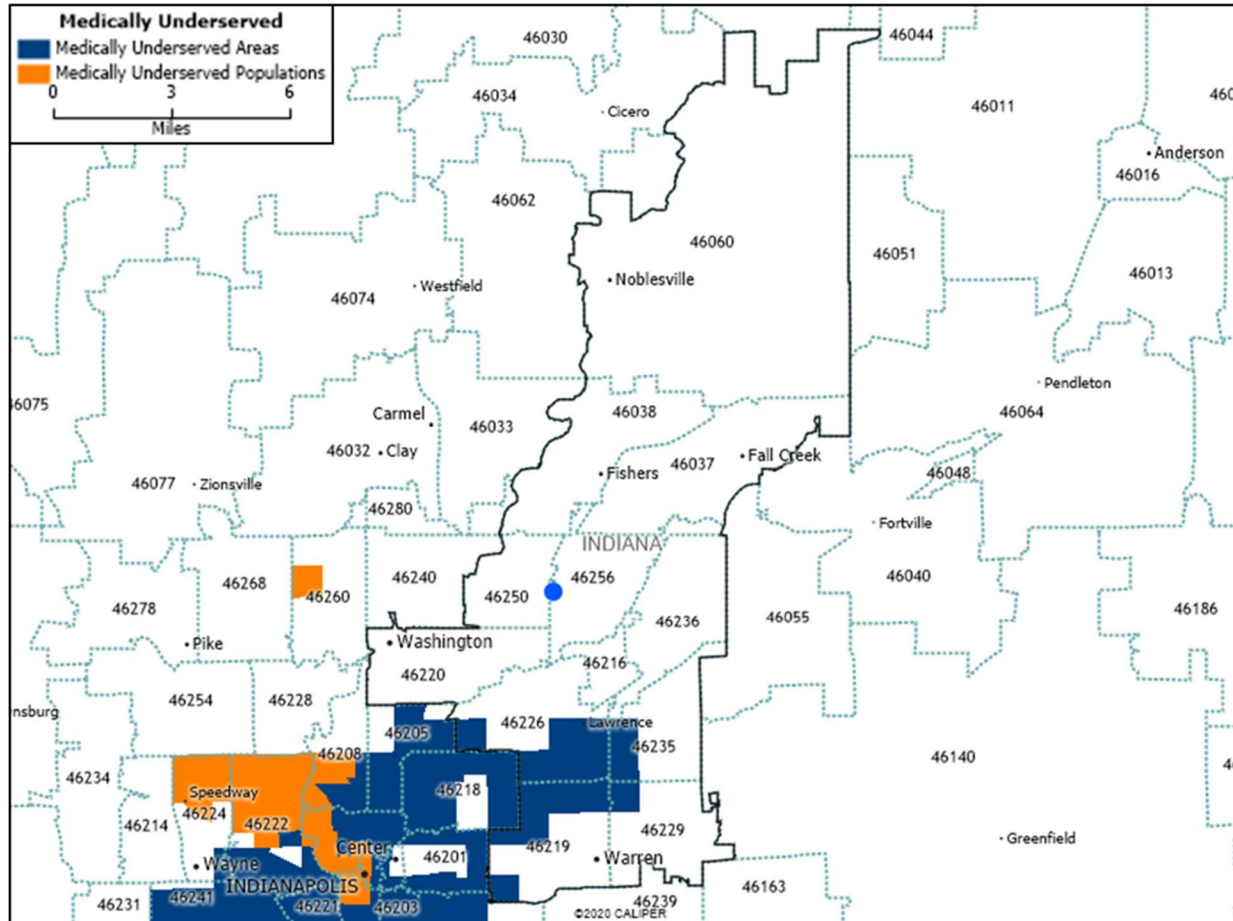 Medically Underserved
Medically Underserved Areas
Medically Underserved Populations
0 3 6
Miles
46030
46044
46034
Cicero
46011
Anderson
46016
46062
46060
46051
46013
Noblesville
46074
Westfield
Pendleton
46075
46038
46064
Carmel
46033
46032
Clay
46037
Fall Creek
46048
46077
Zionsville
Fishers
46280
Fortville
INDIANA
46268
46240
46256
46040
46260
46250
46278
46236
46055
46186
Pike
Washington
46216
46220
46254
46228
46226
Lawrence
46205
46235
46208
46234
46140
46218
Speedway
46224
46214
46222
46229
Greenfield
Center
46219
46201
Warren
Wayne
INDIANAPOLIS
46163
46241
46231
46221
46203
46239
©2020 CALIPER